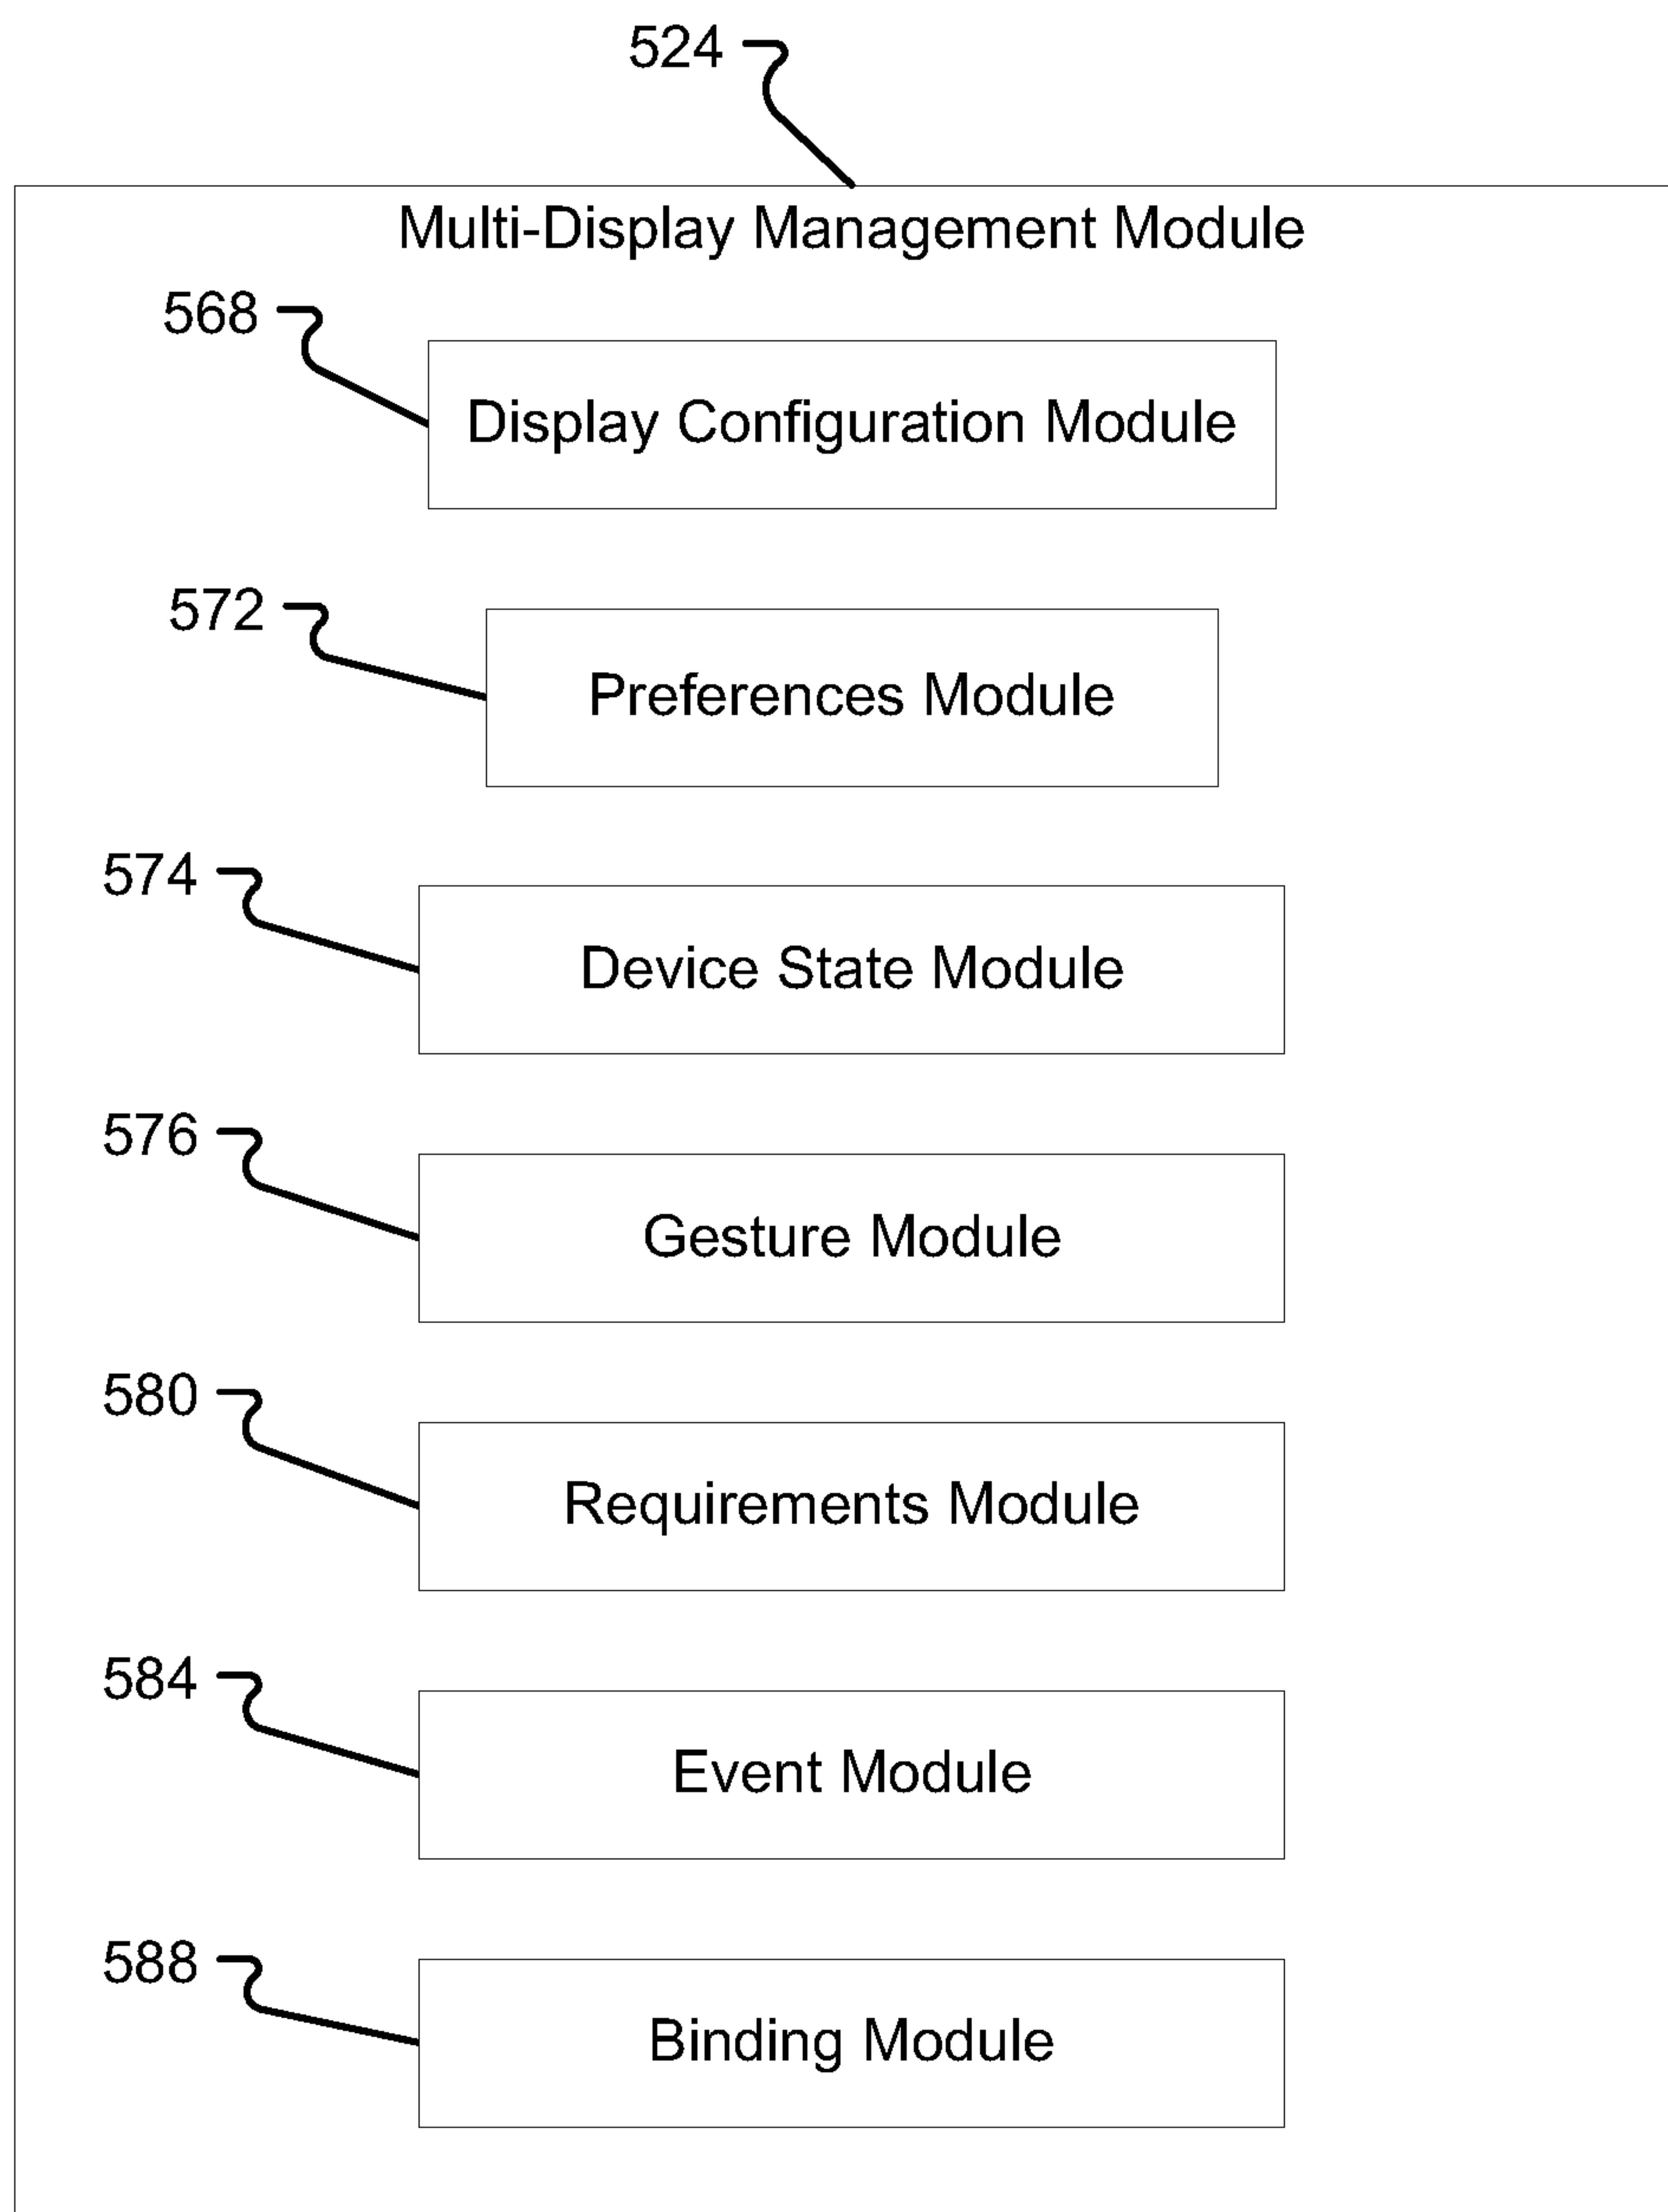 524
Multi-Display Management Module
568
Display Configuration Module
572
Preferences Module
574
Device State Module
576
Gesture Module
580
Requirements Module
584
Event Module
588
Binding Module